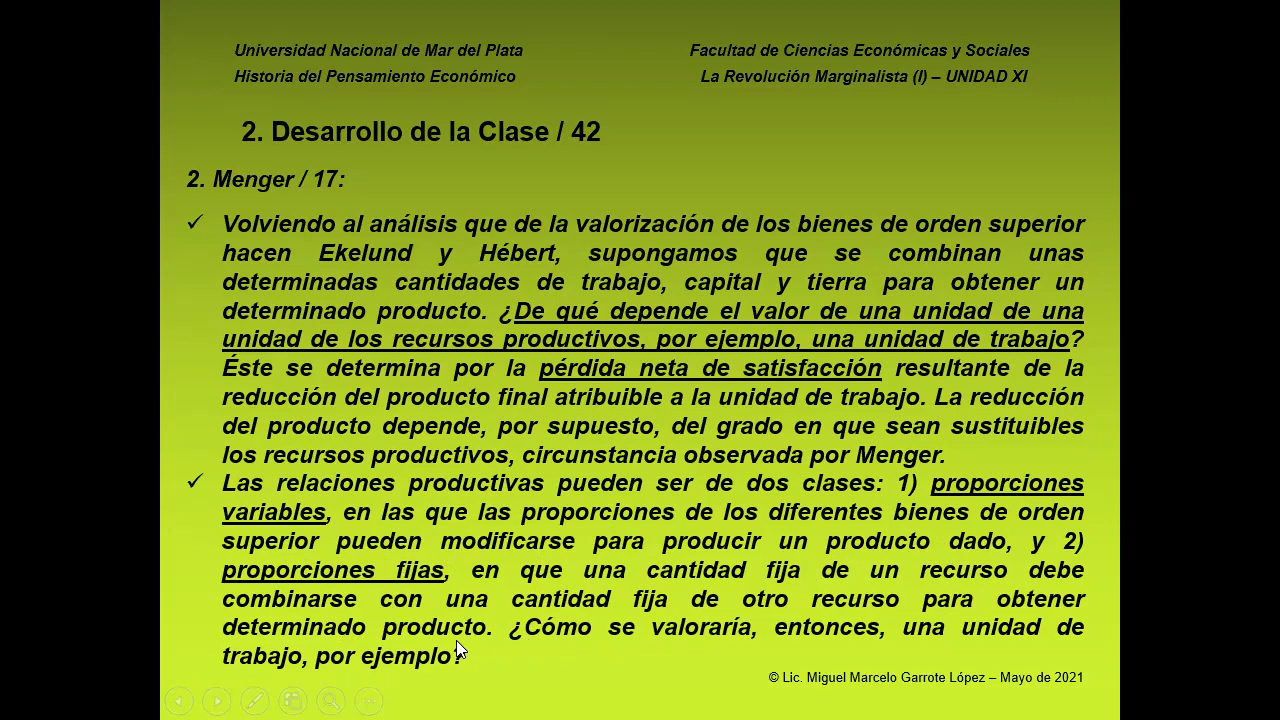 Universidad Nacional de Mar del Plata
Facultad de Ciencias Económicas y Sociales
Historia del Pensamiento Económico
La Revolución Marginalista (I) – UNIDAD XI
2. Desarrollo de la Clase / 42
2. Menger / 17:
✓ Volviendo al análisis que de la valorización de los bienes de orden superior
hacen Ekelund y Hébert, supongamos que se combinan unas
determinadas cantidades de trabajo, capital y tierra para obtener un
determinado producto. ¿De qué depende el valor de una unidad de una
unidad de los recursos productivos, por ejemplo, una unidad de trabajo?
Éste se determina por la pérdida neta de satisfacción resultante de la
reducción del producto final atribuible a la unidad de trabajo. La reducción
del producto depende, por supuesto, del grado en que sean sustituibles
los recursos productivos, circunstancia observada por Menger.
✓ Las relaciones productivas pueden ser de dos clases: 1) proporciones
variables, en las que las proporciones de los diferentes bienes de orden
superior pueden modificarse para producir un producto dado, y 2)
proporciones fijas, en que una cantidad fija de un recurso debe
combinarse con una cantidad fija de otro recurso para obtener
determinado producto. ¿Cómo se valoraría, entonces, una unidad de
trabajo, por ejemplo?
© Lic. Miguel Marcelo Garrote López – Mayo de 2021